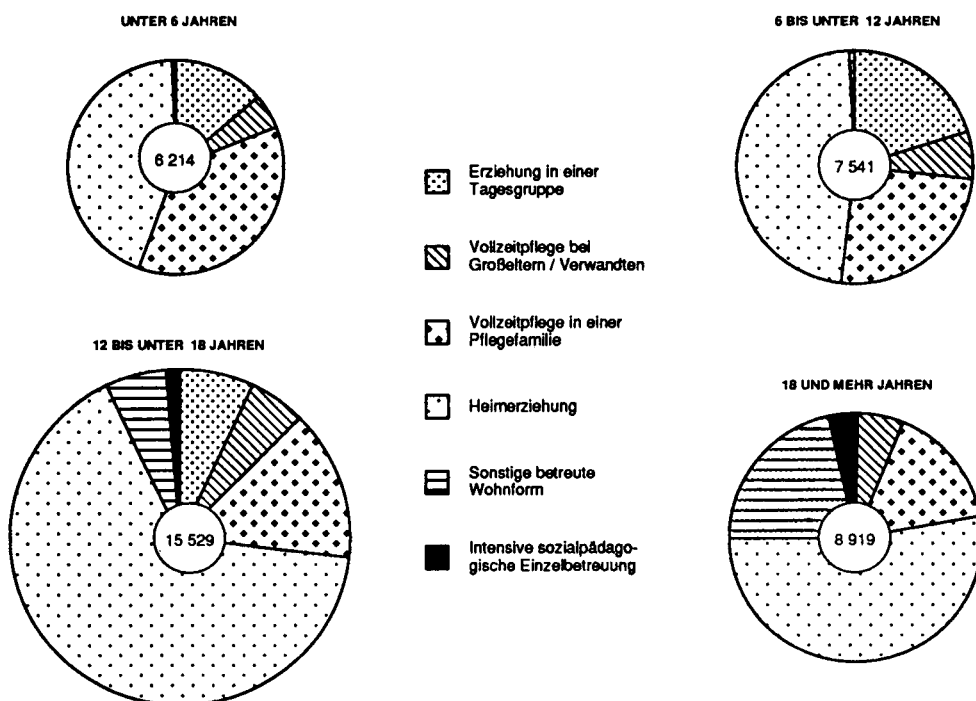 UNTER 6 JAHREN
6 214
6 BIS UNTER 12 JAHREN
7 541
Erziehung in einer
Tagesgruppe
Vollzeitpflege bei
Großeltern / Verwandten
Vollzeitpflege in einer
Pflegefamilie
Heimerziehung
Sonstige betreute
Wohnform
Intensive sozialpädago-
gische Einzelbetreuung
12 BIS UNTER 18 JAHREN
15 529
18 UND MEHR JAHREN
8 919